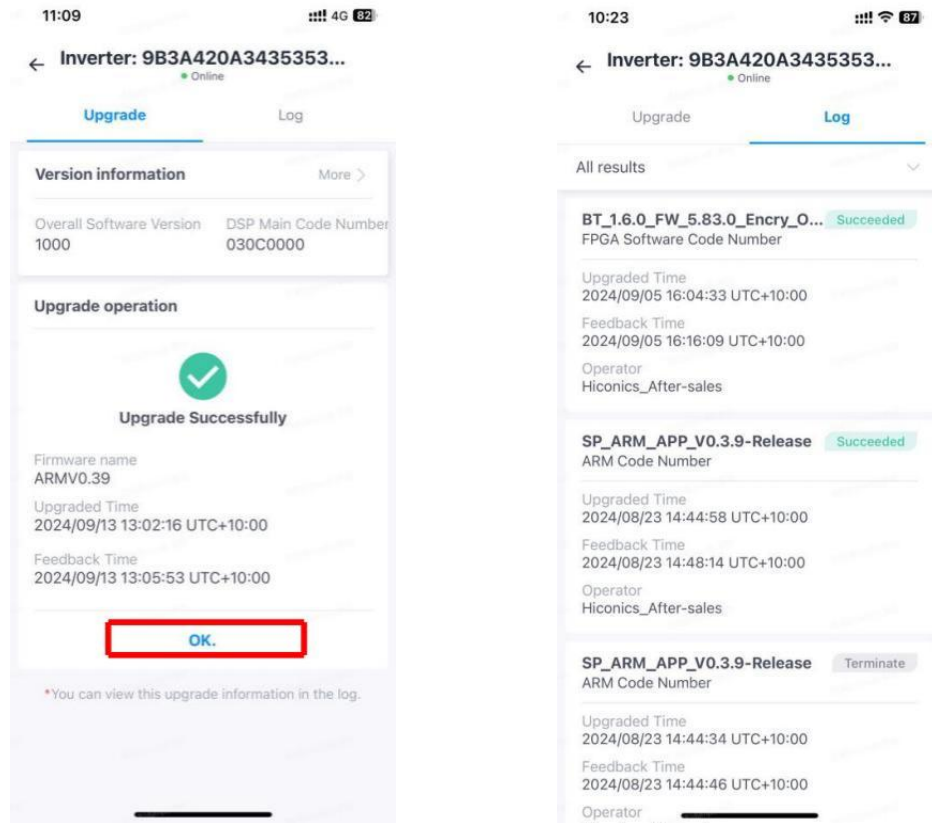 11:09
4G 82
Inverter: 9B3A420A3435353...
Online
Upgrade
Log
Version information
More
Overall Software Version
DSP Main Code Number
1000
030C0000
Upgrade operation
Upgrade Successfully
Firmware name
ARMV0.39
Upgraded Time
2024/09/13 13:02:16 UTC+10:00
Feedback Time
2024/09/13 13:05:53 UTC+10:00
OK.
*You can view this upgrade information in the log.
10:23
87
Inverter: 9B3A420A3435353...
Online
Upgrade
Log
All results
BT_1.6.0_FW_5.83.0_Encry_O...
Succeeded
FPGA Software Code Number
Upgraded Time
2024/09/05 16:04:33 UTC+10:00
Feedback Time
2024/09/05 16:16:09 UTC+10:00
Operator
Hiconics_After-sales
SP_ARM_APP_V0.3.9-Release
Succeeded
ARM Code Number
Upgraded Time
2024/08/23 14:44:58 UTC+10:00
Feedback Time
2024/08/23 14:48:14 UTC+10:00
Operator
Hiconics_After-sales
SP_ARM_APP_V0.3.9-Release
Terminate
ARM Code Number
Upgraded Time
2024/08/23 14:44:34 UTC+10:00
Feedback Time
2024/08/23 14:44:46 UTC+10:00
Operator